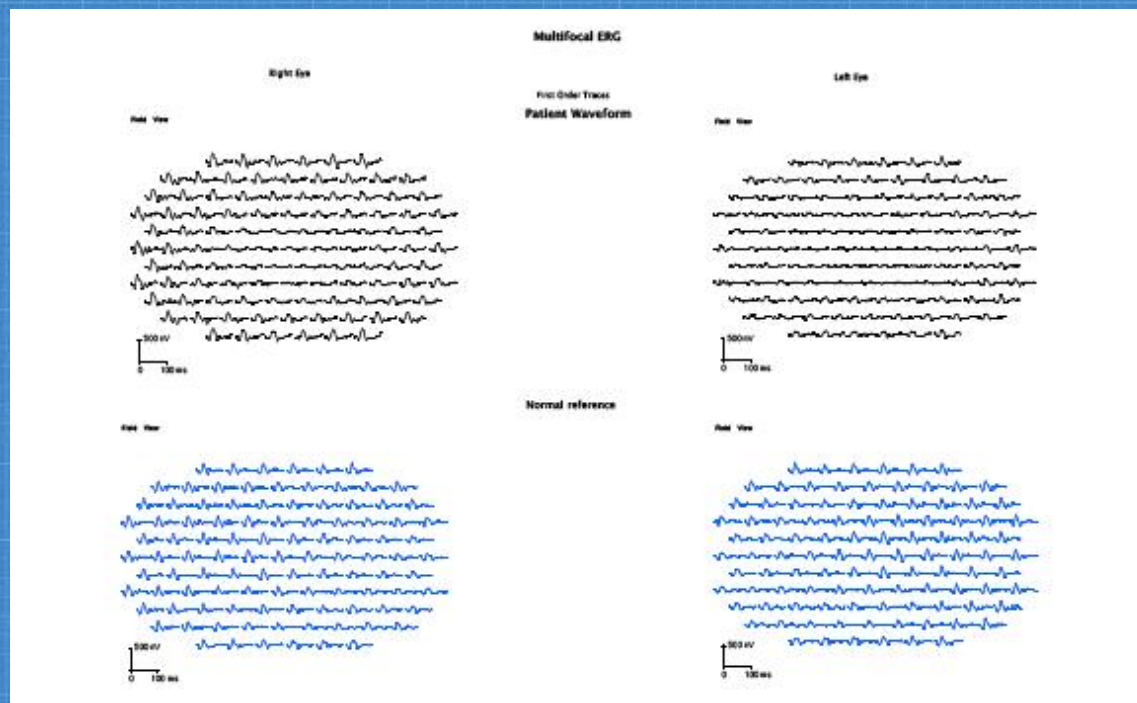 Multifocal ERG
Right Eye
Left Eye
First Order Traces
Patient Waveform
Field View
Field View
500 nV
0 100 ms
500 nV
0 100 ms
Normal reference
Field View
Field View
500 nV
0 100 ms
500 nV
0 100 ms